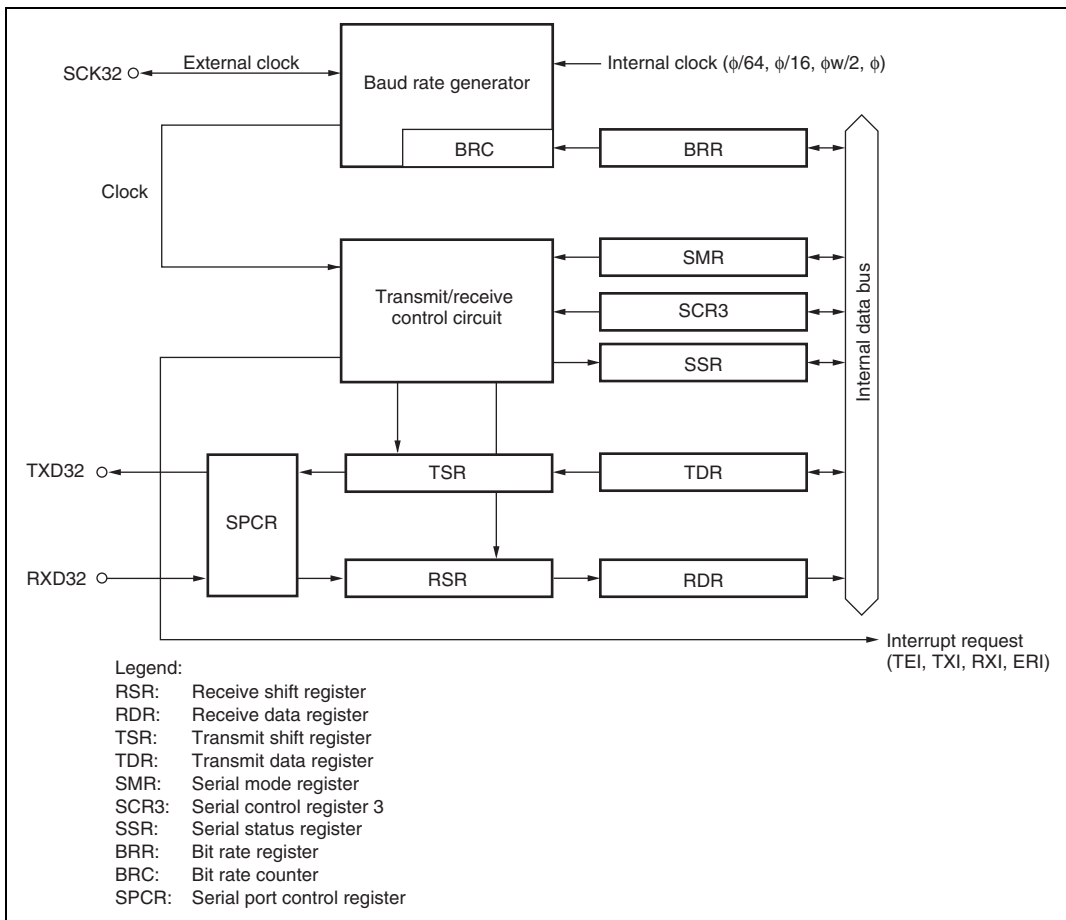 SCK32
External clock
Baud rate generator
Internal clock (ϕ/64, ϕ/16, ϕw/2, ϕ)
BRC
BRR
Clock
Transmit/receive
control circuit
SMR
SCR3
SSR
Internal data bus
TXD32
SPCR
TSR
TDR
RXD32
RSR
RDR
Interrupt request
(TEI, TXI, RXI, ERI)
Legend:
RSR: Receive shift register
RDR: Receive data register
TSR: Transmit shift register
TDR: Transmit data register
SMR: Serial mode register
SCR3: Serial control register 3
SSR: Serial status register
BRR: Bit rate register
BRC: Bit rate counter
SPCR: Serial port control register